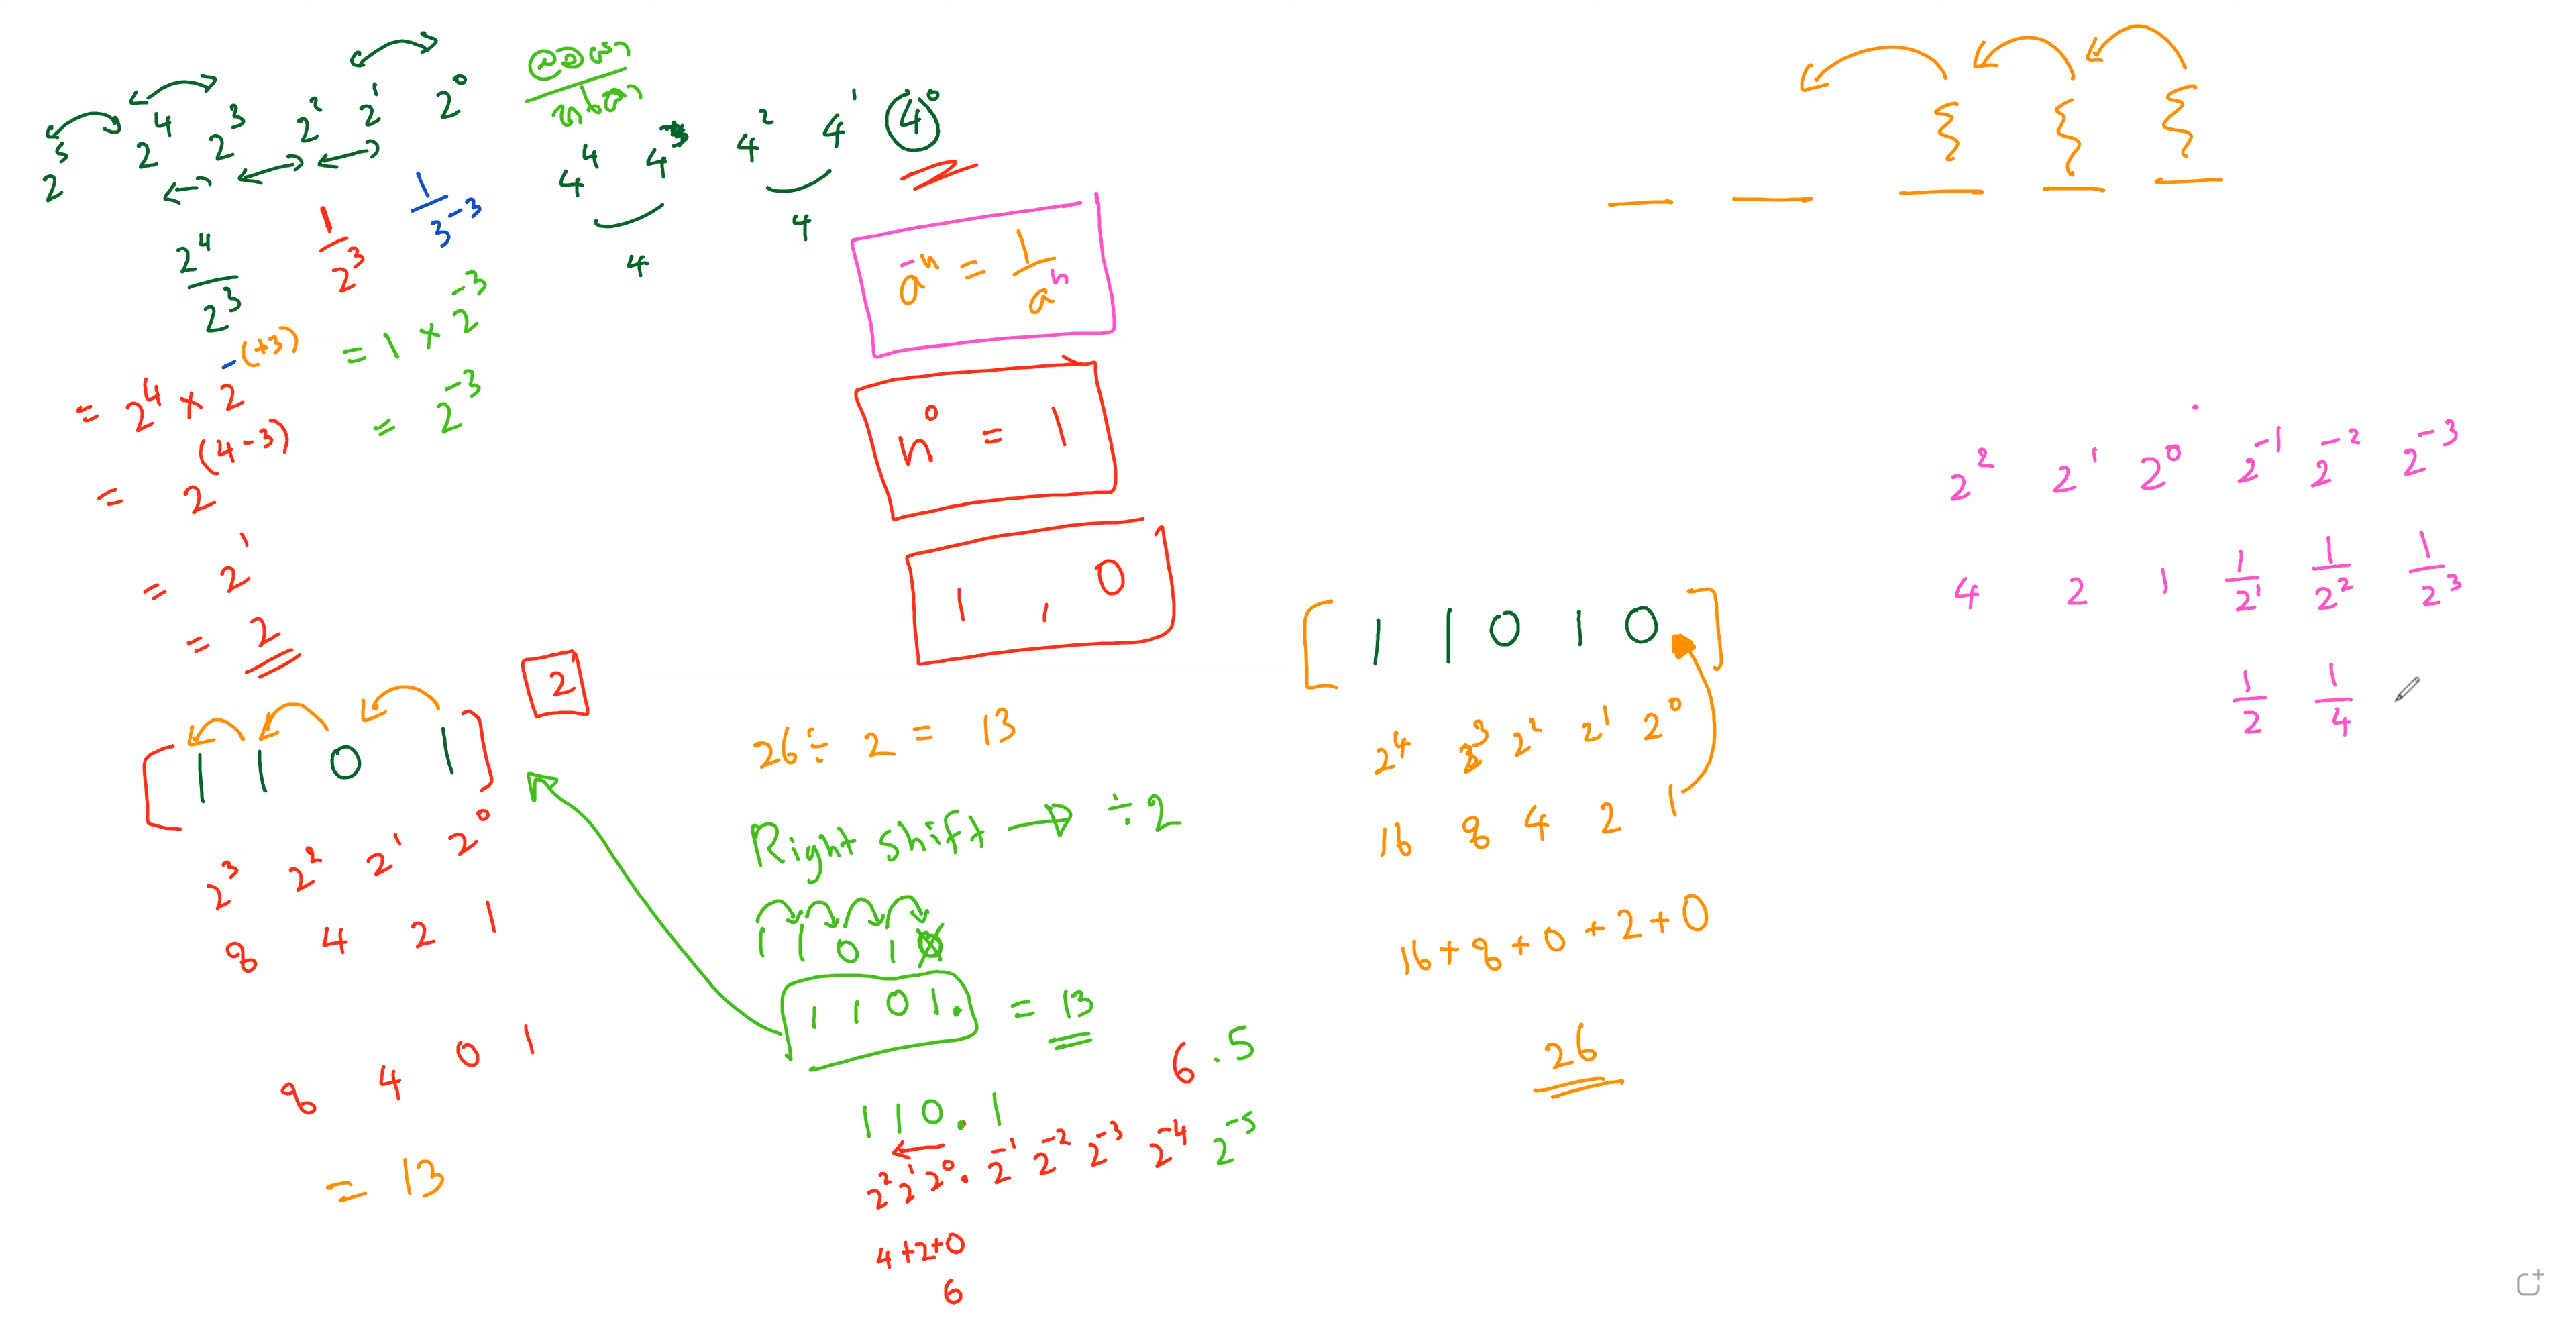 2⁵ 2⁴ 2³ 2² 2¹ 2⁰
2⁴/2³
= 2⁴ × 2⁻⁽⁺³⁾
= 2⁽⁴⁻³⁾
= 2¹
= 2
1/2³
= 1 × 2⁻³
= 2⁻³
1/3⁻³
4⁴ 4³ 4² 4¹ 4⁰
4 4
a⁻ⁿ = 1/aⁿ
n⁰ = 1
1 , 0
2
1 1 0 1
2³ 2² 2¹ 2⁰
8 4 2 1
8 4 0 1
= 13
26 ÷ 2 = 13
Right shift → ÷ 2
1 1 0 1 0
1 1 0 1 . = 13
6 . 5
1 1 0 . 1
2² 2¹ 2⁰ . 2⁻¹ 2⁻² 2⁻³ 2⁻⁴ 2⁻⁵
4 + 2 + 0
6
1 1 0 1 0
2⁴ 2³ 2² 2¹ 2⁰
16 8 4 2 1
16 + 8 + 0 + 2 + 0
26
2² 2¹ 2⁰ . 2⁻¹ 2⁻² 2⁻³
4 2 1 1/2¹ 1/2² 1/2³
1/2 1/4